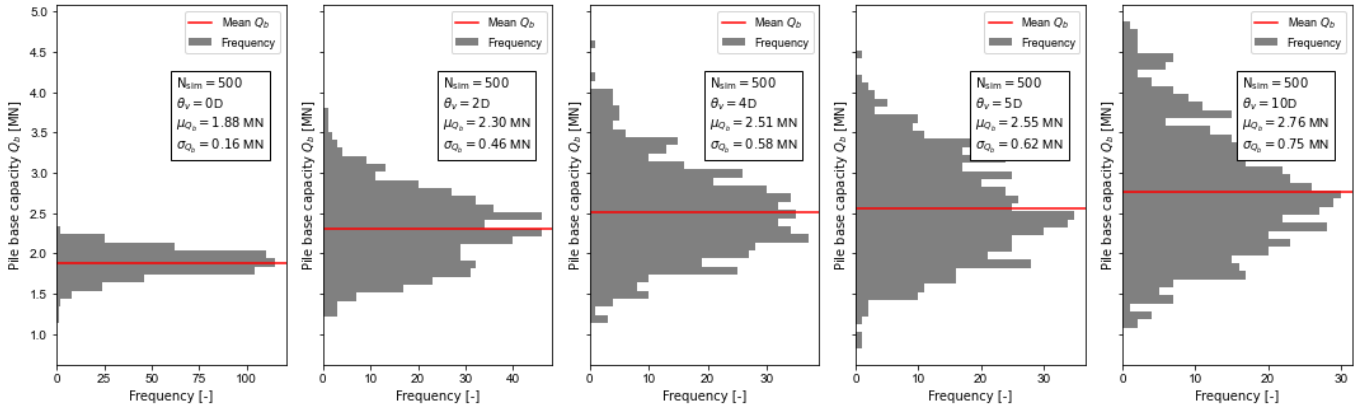 Pile base capacity Q_b [MN]
5.0
4.5
4.0
3.5
3.0
2.5
2.0
1.5
1.0
Mean Q_b
Frequency
N_sim = 500
θ_v = 0D
μ_Q_b = 1.88 MN
σ_Q_b = 0.16 MN
0 25 50 75 100
Frequency [-]
Pile base capacity Q_b [MN]
Mean Q_b
Frequency
N_sim = 500
θ_v = 2D
μ_Q_b = 2.30 MN
σ_Q_b = 0.46 MN
0 10 20 30 40
Frequency [-]
Pile base capacity Q_b [MN]
Mean Q_b
Frequency
N_sim = 500
θ_v = 4D
μ_Q_b = 2.51 MN
σ_Q_b = 0.58 MN
0 10 20 30
Frequency [-]
Pile base capacity Q_b [MN]
Mean Q_b
Frequency
N_sim = 500
θ_v = 5D
μ_Q_b = 2.55 MN
σ_Q_b = 0.62 MN
0 10 20 30
Frequency [-]
Pile base capacity Q_b [MN]
Mean Q_b
Frequency
N_sim = 500
θ_v = 10D
μ_Q_b = 2.76 MN
σ_Q_b = 0.75 MN
0 5 10 15 20 25 30
Frequency [-]